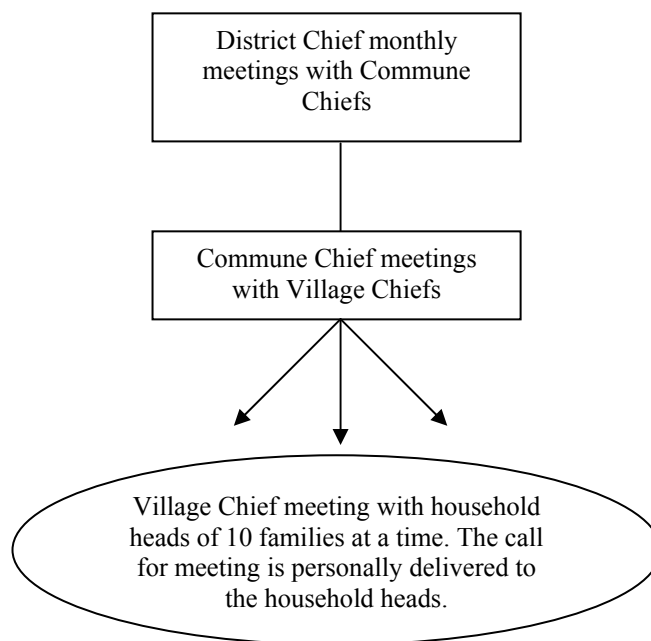 District Chief monthly
meetings with Commune
Chiefs
Commune Chief meetings
with Village Chiefs
Village Chief meeting with household
heads of 10 families at a time. The call
for meeting is personally delivered to
the household heads.